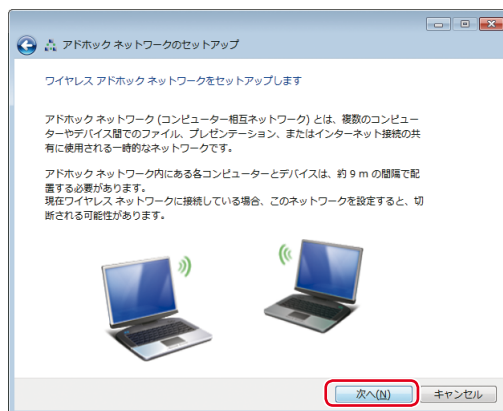 アドホック ネットワークのセットアップ
ワイヤレス アドホック ネットワークをセットアップします
アドホック ネットワーク (コンピューター相互ネットワーク) とは、複数のコンピュー
ターやデバイス間でのファイル、プレゼンテーション、またはインターネット接続の共
有に使用される一時的なネットワークです。
アドホック ネットワーク内にある各コンピューターとデバイスは、約 9 m の間隔で配
置する必要があります。
現在ワイヤレス ネットワークに接続している場合、このネットワークを設定すると、切
断される可能性があります。
次へ(N)
キャンセル